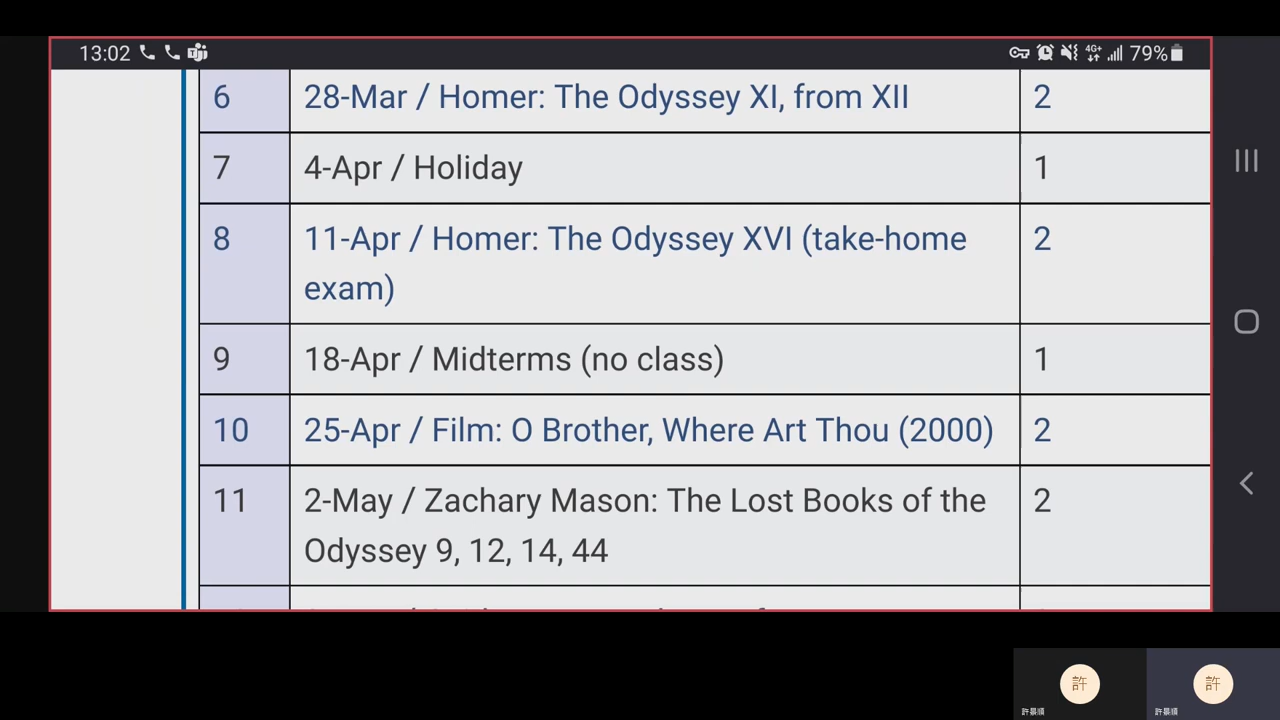 13:02 4G+ 79%
6 28-Mar / Homer: The Odyssey XI, from XII 2
7 4-Apr / Holiday 1
8 11-Apr / Homer: The Odyssey XVI (take-home
exam) 2
9 18-Apr / Midterms (no class) 1
10 25-Apr / Film: O Brother, Where Art Thou (2000) 2
11 2-May / Zachary Mason: The Lost Books of the
Odyssey 9, 12, 14, 44 2
許 許